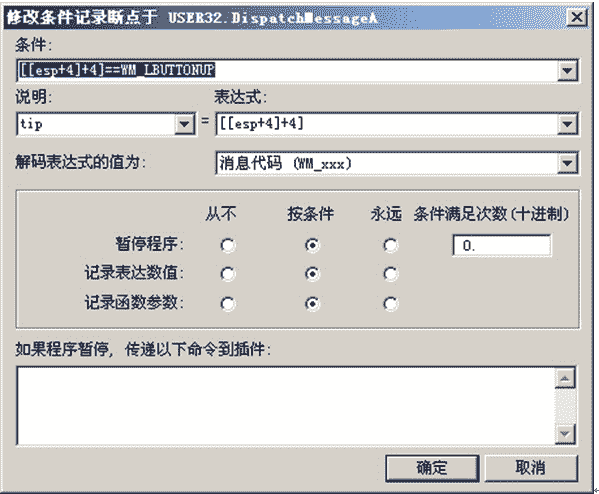 修改条件记录断点于 USER32.DispatchMessageA
条件:
[[esp+4]+4]==WM_LBUTTONUP
说明: 表达式:
tip = [[esp+4]+4]
解码表达式的值为: 消息代码 (WM_xxx)
从不 按条件 永远 条件满足次数(十进制)
暂停程序: 0.
记录表达数值:
记录函数参数:
如果程序暂停, 传递以下命令到插件:
确定 取消